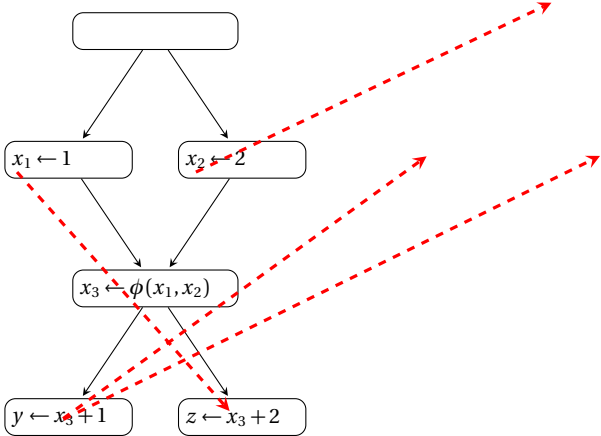 x₁ ← 1
x₂ ← 2
x₃ ← ϕ(x₁, x₂)
y ← x₃ + 1
z ← x₃ + 2